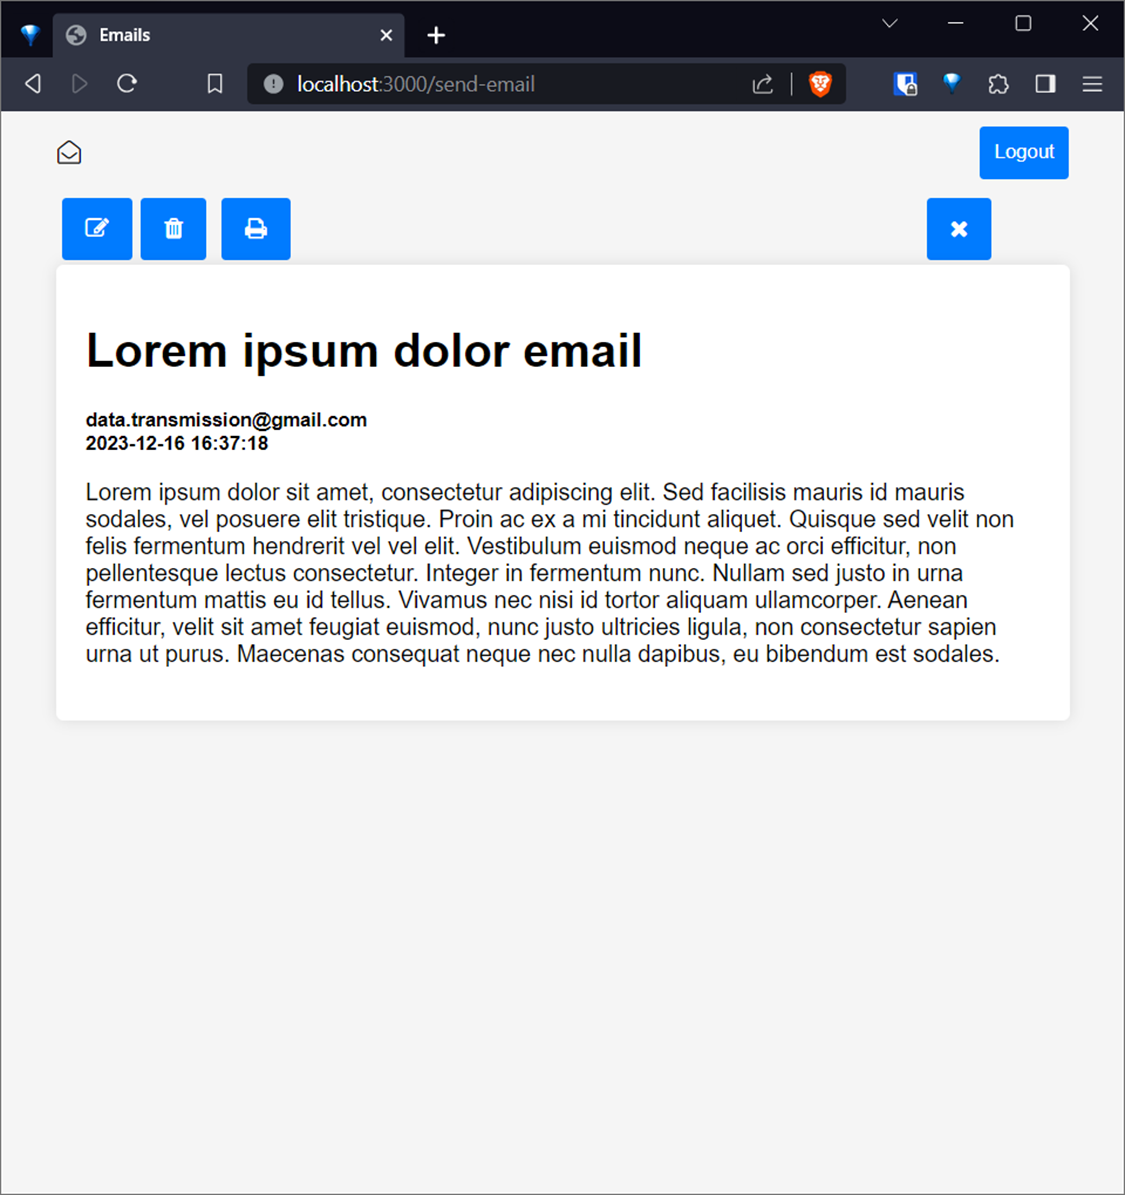 Emails
localhost:3000/send-email
Logout
Lorem ipsum dolor email
data.transmission@gmail.com
2023-12-16 16:37:18
Lorem ipsum dolor sit amet, consectetur adipiscing elit. Sed facilisis mauris id mauris
sodales, vel posuere elit tristique. Proin ac ex a mi tincidunt aliquet. Quisque sed velit non
felis fermentum hendrerit vel vel elit. Vestibulum euismod neque ac orci efficitur, non
pellentesque lectus consectetur. Integer in fermentum nunc. Nullam sed justo in urna
fermentum mattis eu id tellus. Vivamus nec nisi id tortor aliquam ullamcorper. Aenean
efficitur, velit sit amet feugiat euismod, nunc justo ultricies ligula, non consectetur sapien
urna ut purus. Maecenas consequat neque nec nulla dapibus, eu bibendum est sodales.